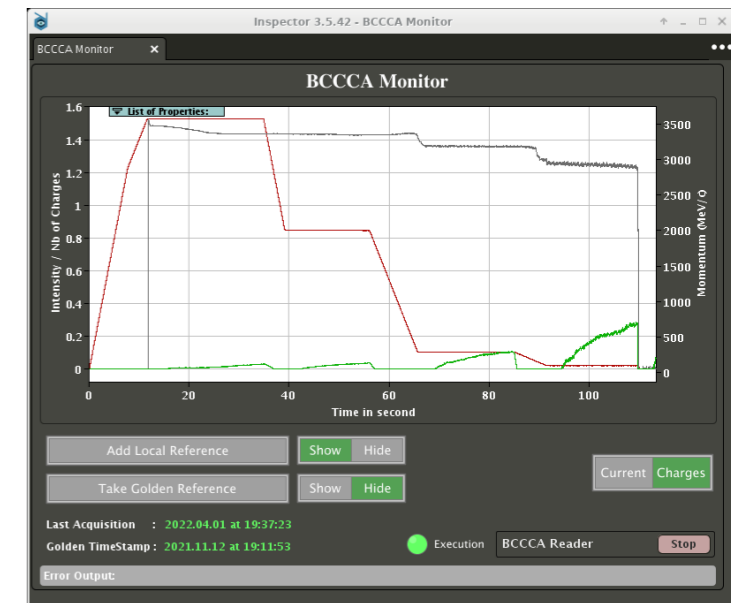 Inspector 3.5.42 - BCCCA Monitor
BCCCA Monitor
BCCCA Monitor
List of Properties:
1.6
1.4
1.2
1
0.8
0.6
0.4
0.2
0
Intensity / Nb of Charges
3500
3000
2500
2000
1500
1000
500
0
Momentum (MeV/Q)
0 20 40 60 80 100
Time in second
Add Local Reference Show Hide
Current Charges
Take Golden Reference Show Hide
Last Acquisition : 2022.04.01 at 19:37:23
Golden TimeStamp : 2021.11.12 at 19:11:53
Execution BCCCA Reader Stop
Error Output: